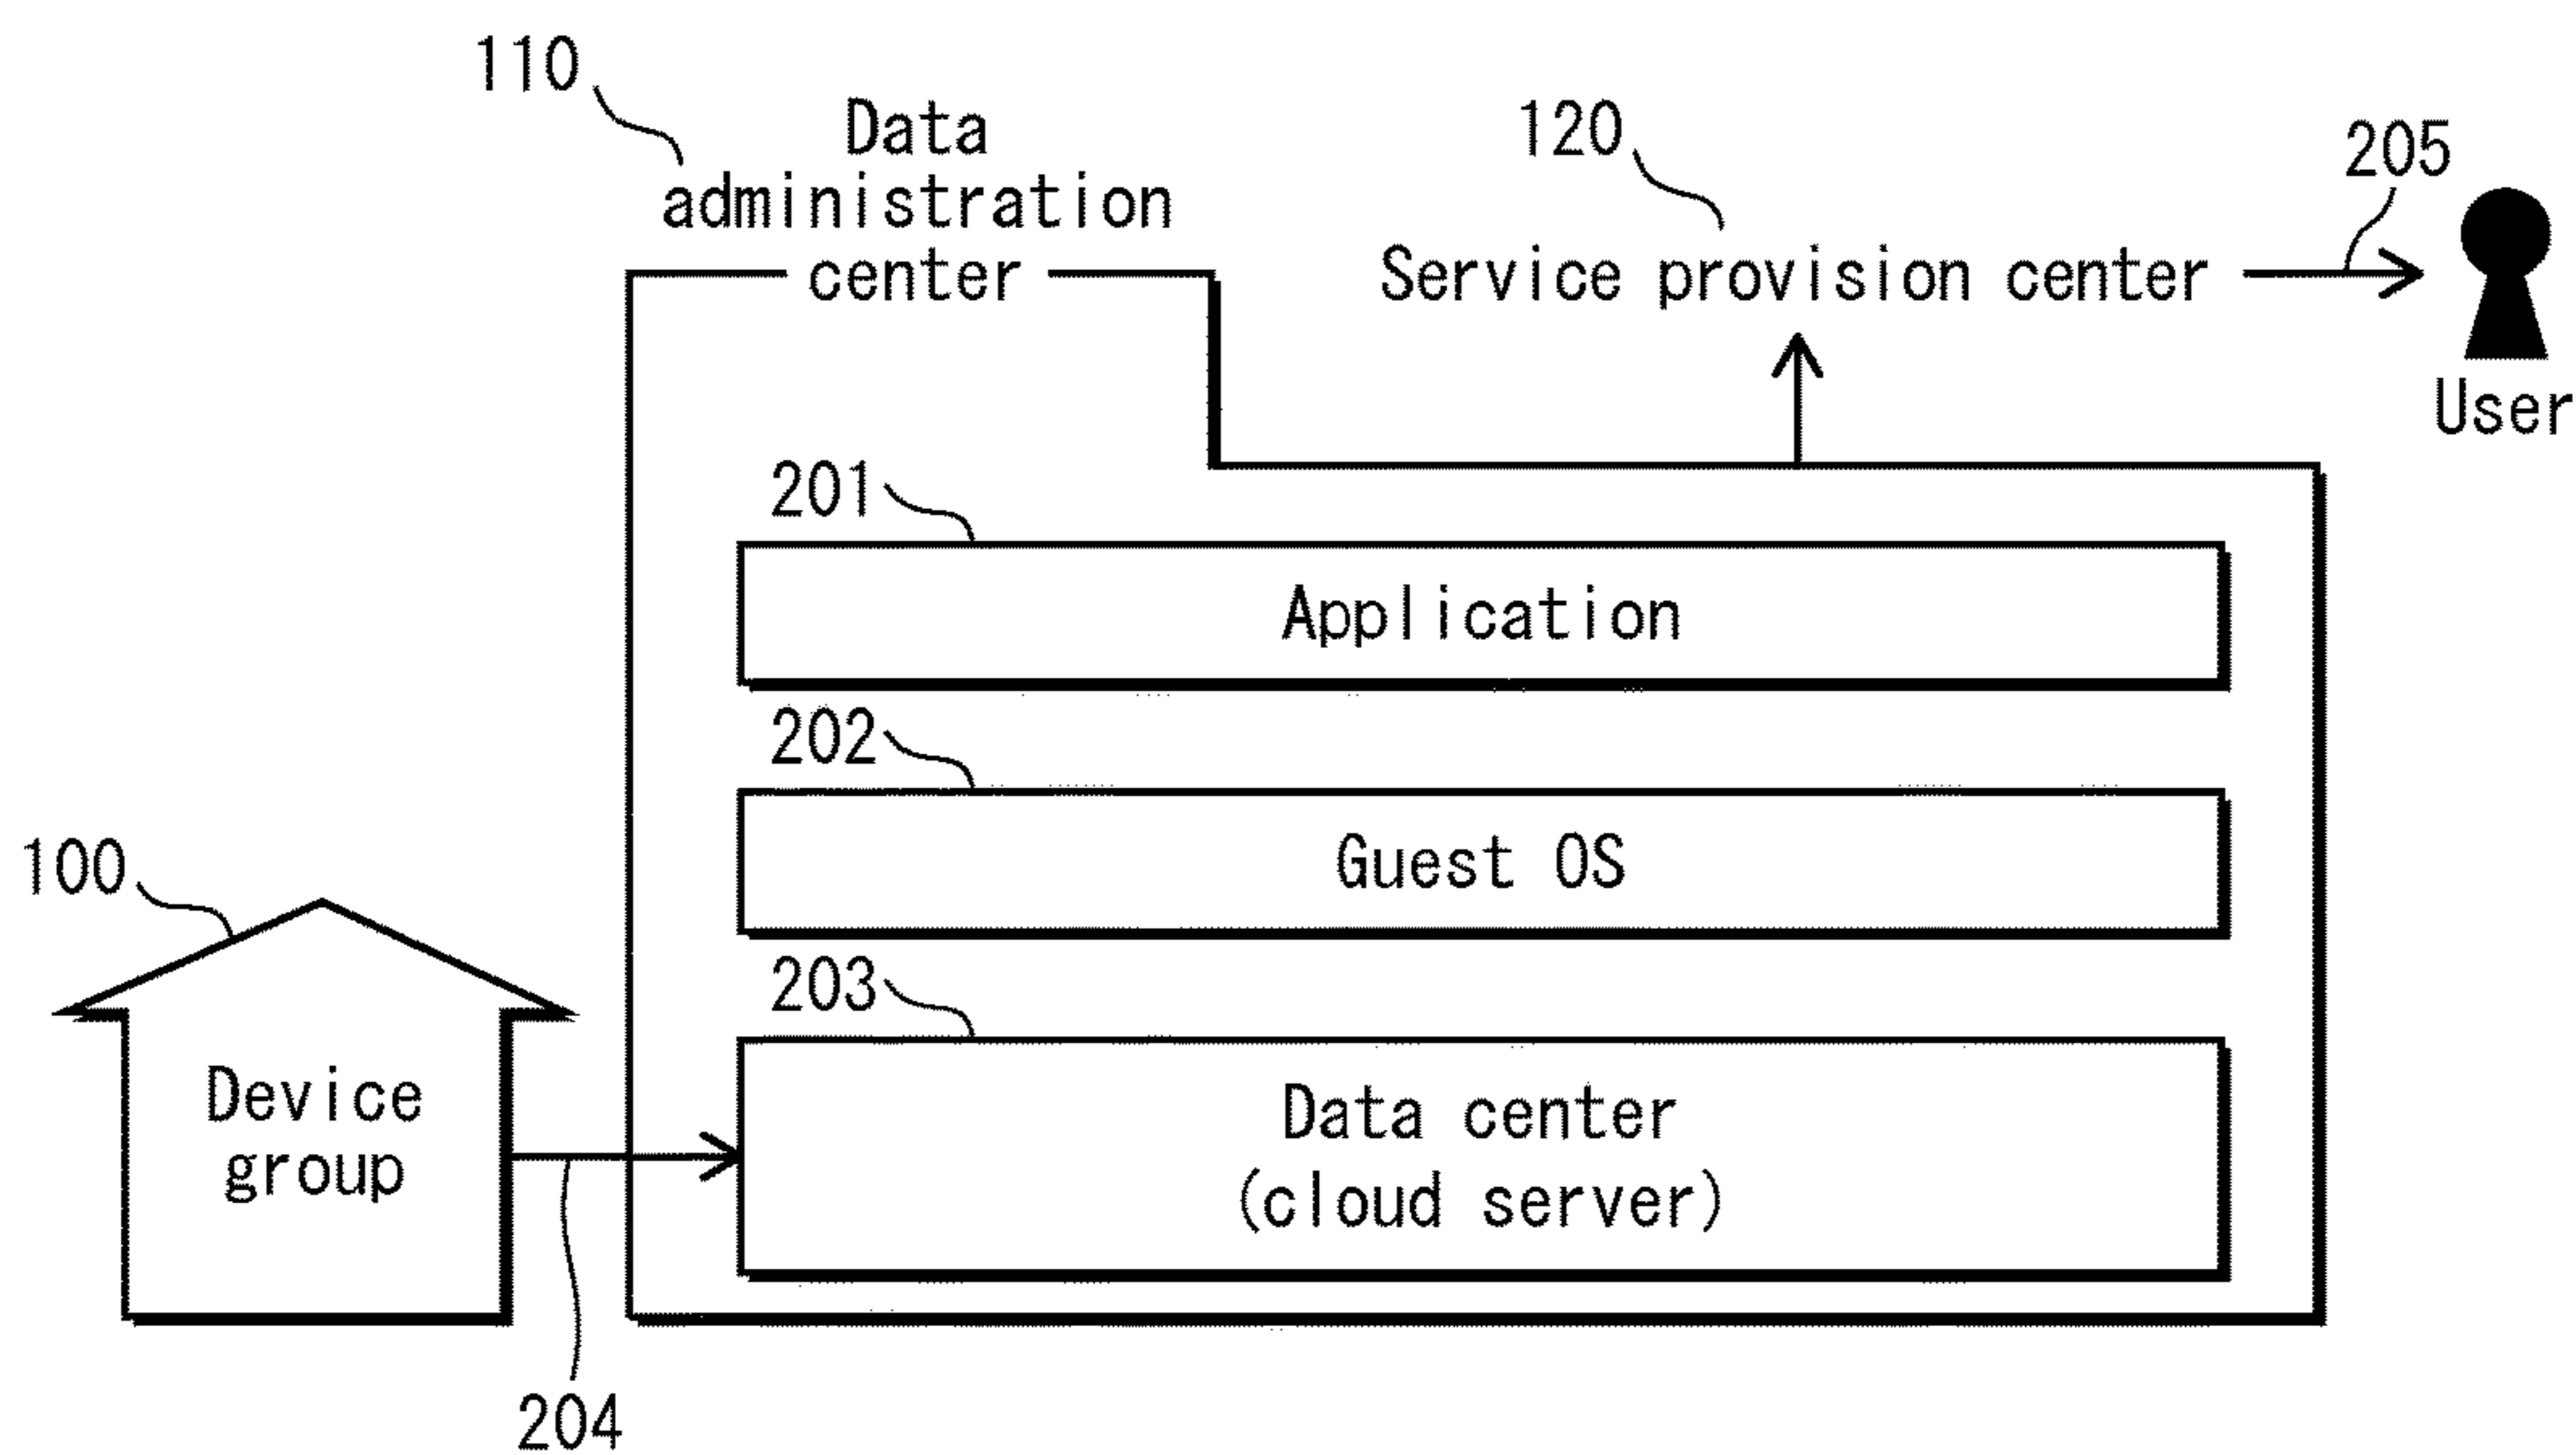 110
Data
administration
center
120
Service provision center
205
User
201
Application
202
Guest OS
100
Device
group
203
Data center
(cloud server)
204